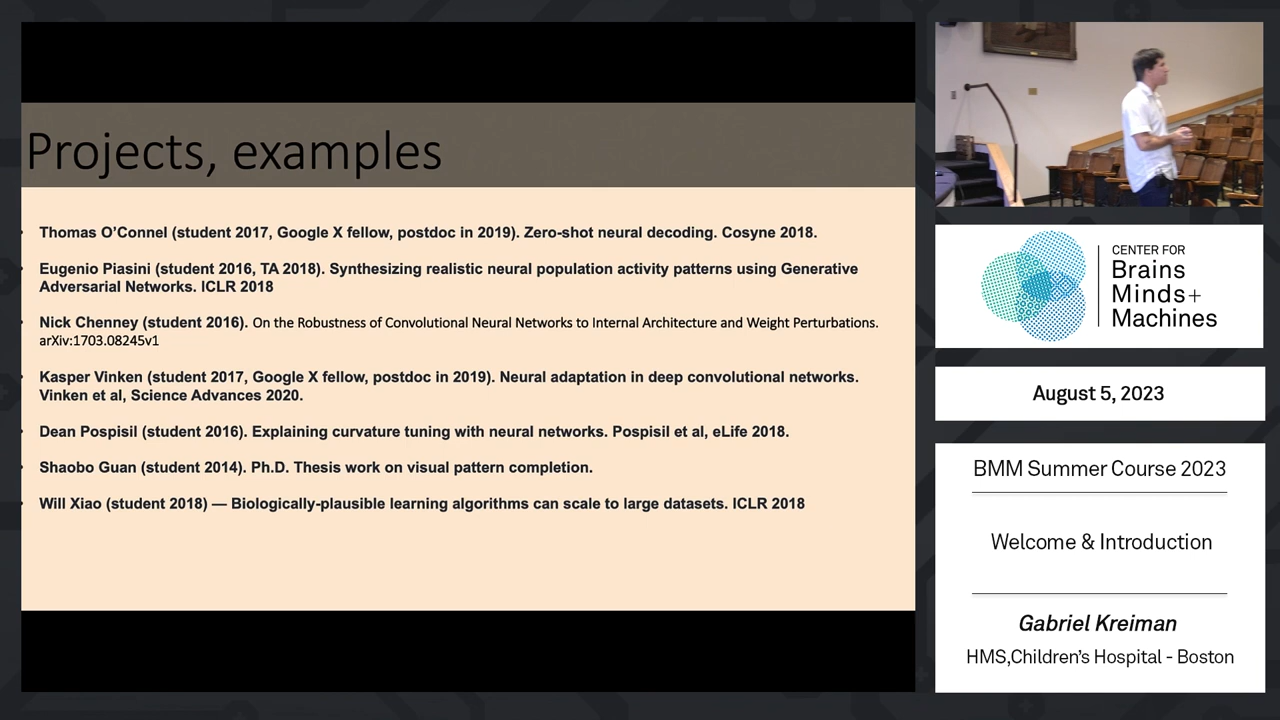 Projects, examples
Thomas O'Connel (student 2017, Google X fellow, postdoc in 2019). Zero-shot neural decoding. Cosyne 2018.
Eugenio Piasini (student 2016, TA 2018). Synthesizing realistic neural population activity patterns using Generative
Adversarial Networks. ICLR 2018
Nick Chenney (student 2016). On the Robustness of Convolutional Neural Networks to Internal Architecture and Weight Perturbations.
arXiv:1703.08245v1
Kasper Vinken (student 2017, Google X fellow, postdoc in 2019). Neural adaptation in deep convolutional networks.
Vinken et al, Science Advances 2020.
Dean Pospisil (student 2016). Explaining curvature tuning with neural networks. Pospisil et al, eLife 2018.
Shaobo Guan (student 2014). Ph.D. Thesis work on visual pattern completion.
Will Xiao (student 2018) — Biologically-plausible learning algorithms can scale to large datasets. ICLR 2018
CENTER FOR
Brains
Minds+
Machines
August 5, 2023
BMM Summer Course 2023
Welcome & Introduction
Gabriel Kreiman
HMS,Children's Hospital - Boston